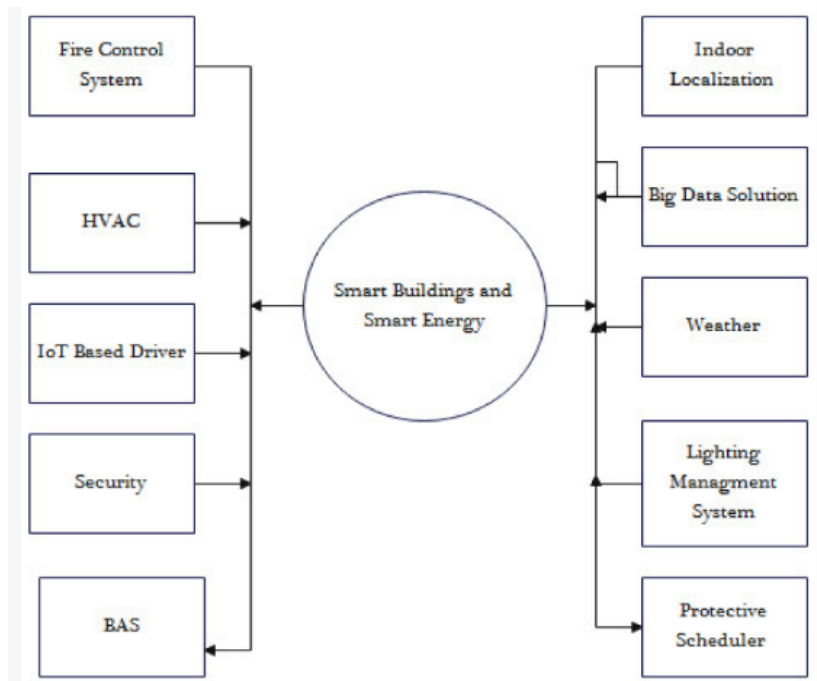 Fire Control
System
HVAC
IoT Based Driver
Security
BAS
Smart Buildings and
Smart Energy
Indoor
Localization
Big Data Solution
Weather
Lighting
Managment
System
Protective
Scheduler